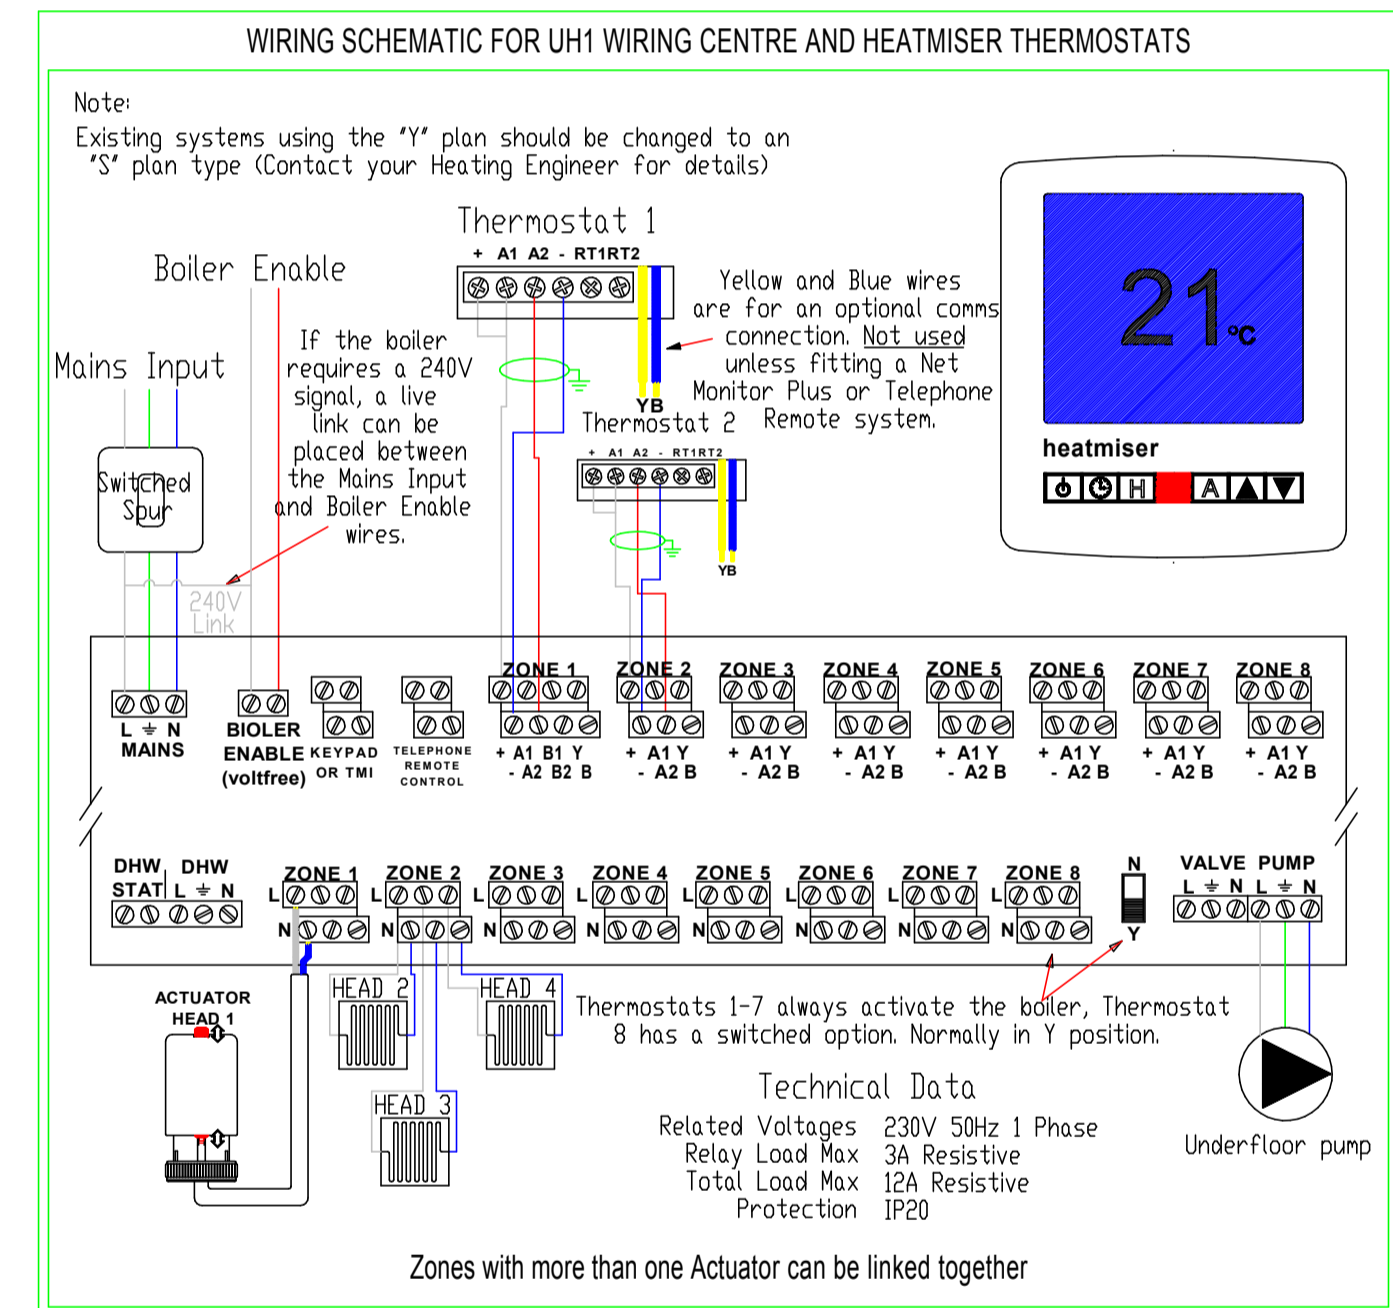 WIRING SCHEMATIC FOR UH1 WIRING CENTRE AND HEATMISER THERMOSTATS
Note:
Existing systems using the "Y" plan should be changed to an
"S" plan type (Contact your Heating Engineer for details)
Thermostat 1
+ A1 A2 - RT1RT2
Boiler Enable
Yellow and Blue wires
are for an optional comms
connection. Not used
unless fitting a Net
Monitor Plus or Telephone
Remote system.
If the boiler
requires a 240V
signal, a live
link can be
placed between
the Mains Input
and Boiler Enable
wires.
Mains Input
YB
Thermostat 2
+ A1 A2 - RT1RT2
YB
21°C
heatmiser
H A
Switched
Spur
240V
Link
ZONE 1 ZONE 2 ZONE 3 ZONE 4 ZONE 5 ZONE 6 ZONE 7 ZONE 8
L N
MAINS
BIOLER
ENABLE
(voltfree)
KEYPAD
OR TMI
TELEPHONE
REMOTE
CONTROL
+ A1 B1 Y
- A2 B2 B
+ A1 Y
- A2 B
+ A1 Y
- A2 B
+ A1 Y
- A2 B
+ A1 Y
- A2 B
+ A1 Y
- A2 B
+ A1 Y
- A2 B
+ A1 Y
- A2 B
DHW
STAT
DHW
L N
ZONE 1 ZONE 2 ZONE 3 ZONE 4 ZONE 5 ZONE 6 ZONE 7 ZONE 8
L L L L L L L L
N N N N N N N N
N
Y
VALVE PUMP
L N L N
ACTUATOR
HEAD 1
HEAD 2
HEAD 3
HEAD 4
Thermostats 1-7 always activate the boiler, Thermostat
8 has a switched option. Normally in Y position.
Technical Data
Related Voltages 230V 50Hz 1 Phase
Relay Load Max 3A Resistive
Total Load Max 12A Resistive
Protection IP20
Underfloor pump
Zones with more than one Actuator can be linked together